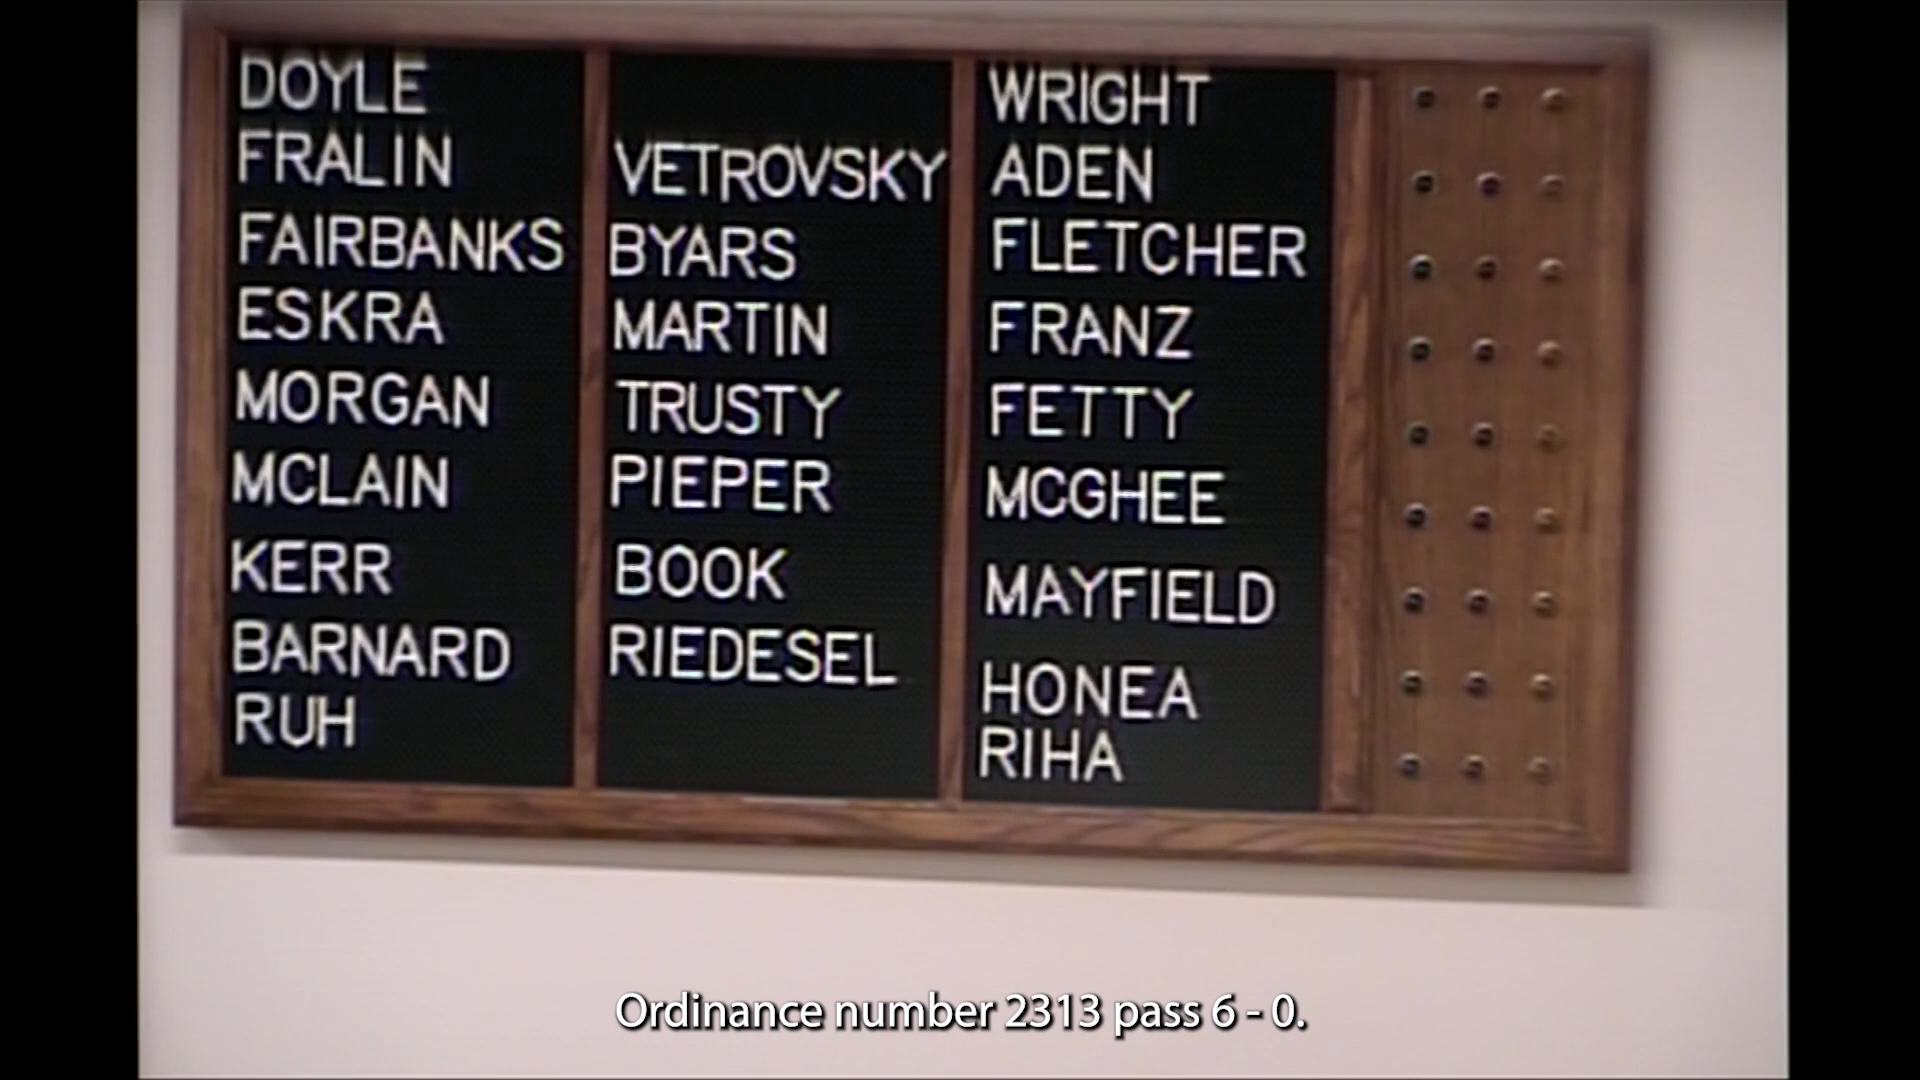 DOYLE
FRALIN
FAIRBANKS
ESKRA
MORGAN
MCLAIN
KERR
BARNARD
RUH
VETROVSKY
BYARS
MARTIN
TRUSTY
PIEPER
BOOK
RIEDESEL
WRIGHT
ADEN
FLETCHER
FRANZ
FETTY
MCGHEE
MAYFIELD
HONEA
RIHA
Ordinance number 2313 pass 6 - 0.